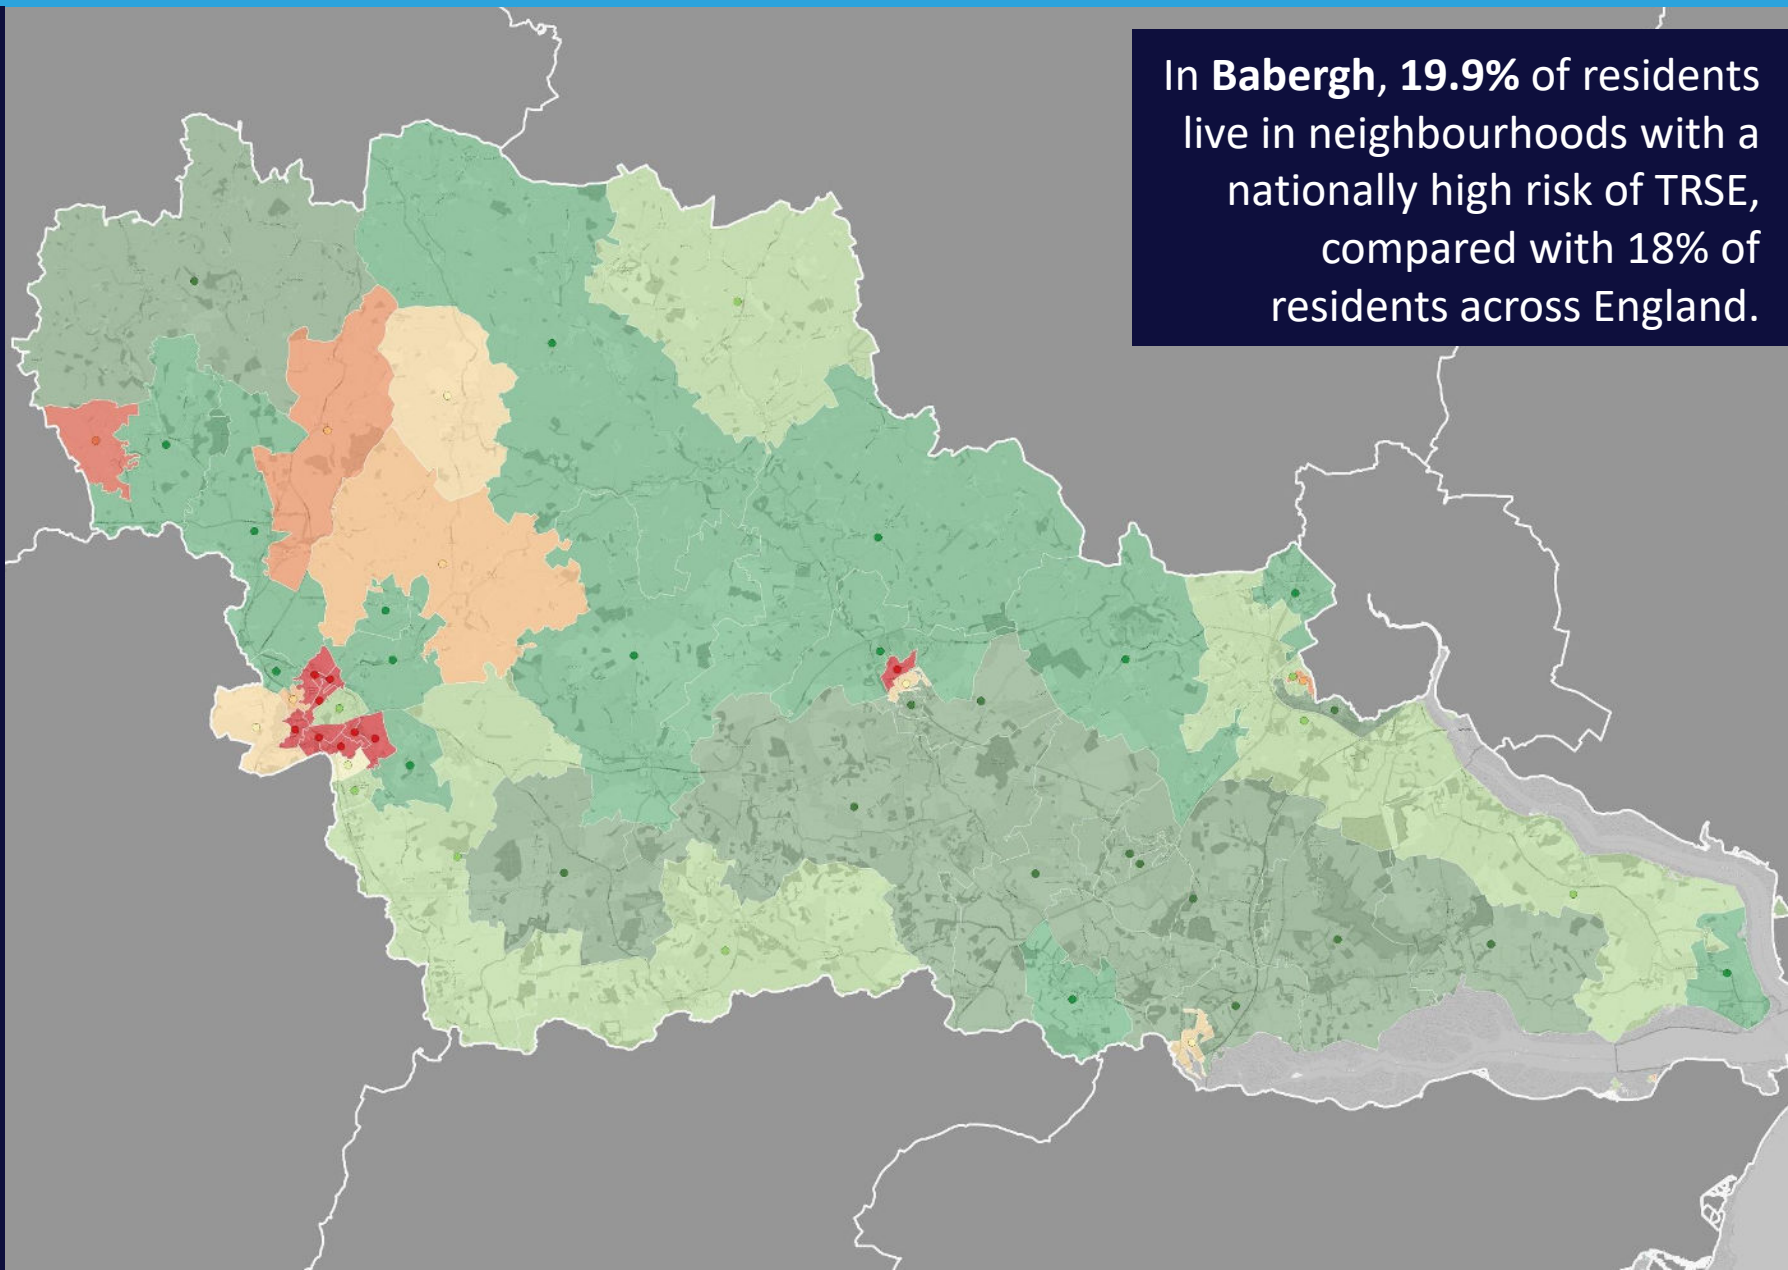 In Babergh, 19.9% of residents
live in neighbourhoods with a
nationally high risk of TRSE,
compared with 18% of
residents across England.